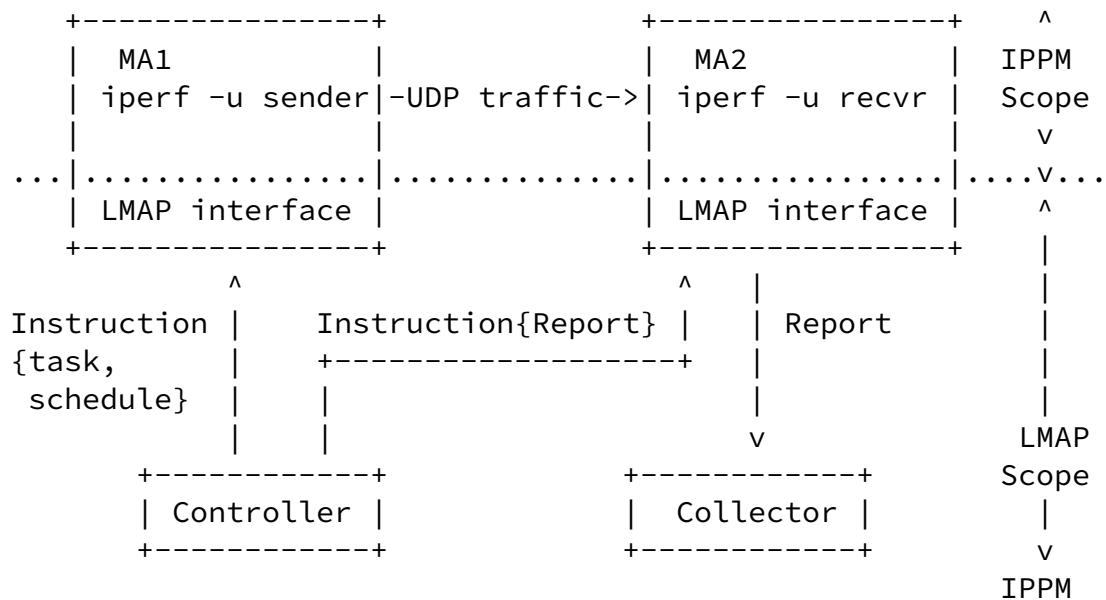 +----------------+ +----------------+ ^
| MA1 | | MA2 | IPPM
| iperf -u sender|-UDP traffic->| iperf -u recvr | Scope
| | | | v
...|................|..............|................|....v...
| LMAP interface | | LMAP interface | ^
+----------------+ +----------------+ |
^ ^ | |
Instruction | Instruction{Report} | | Report |
{task, | +-------------------+ | |
schedule} | | | |
| | v LMAP
+------------+ +------------+ Scope
| Controller | | Collector | |
+------------+ +------------+ v
IPPM